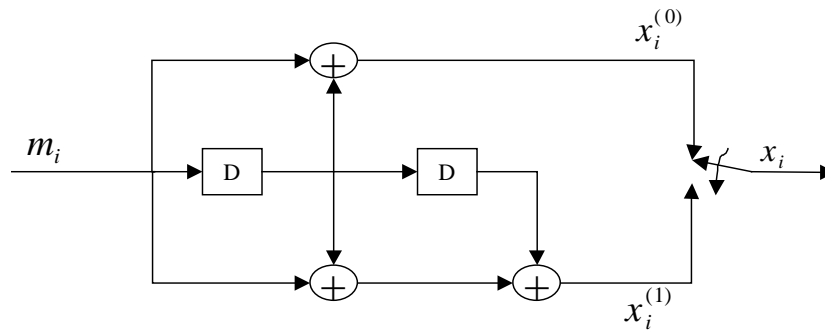 x_i^{(0)}
+
m_i
D
D
x_i
+
+
x_i^{(1)}